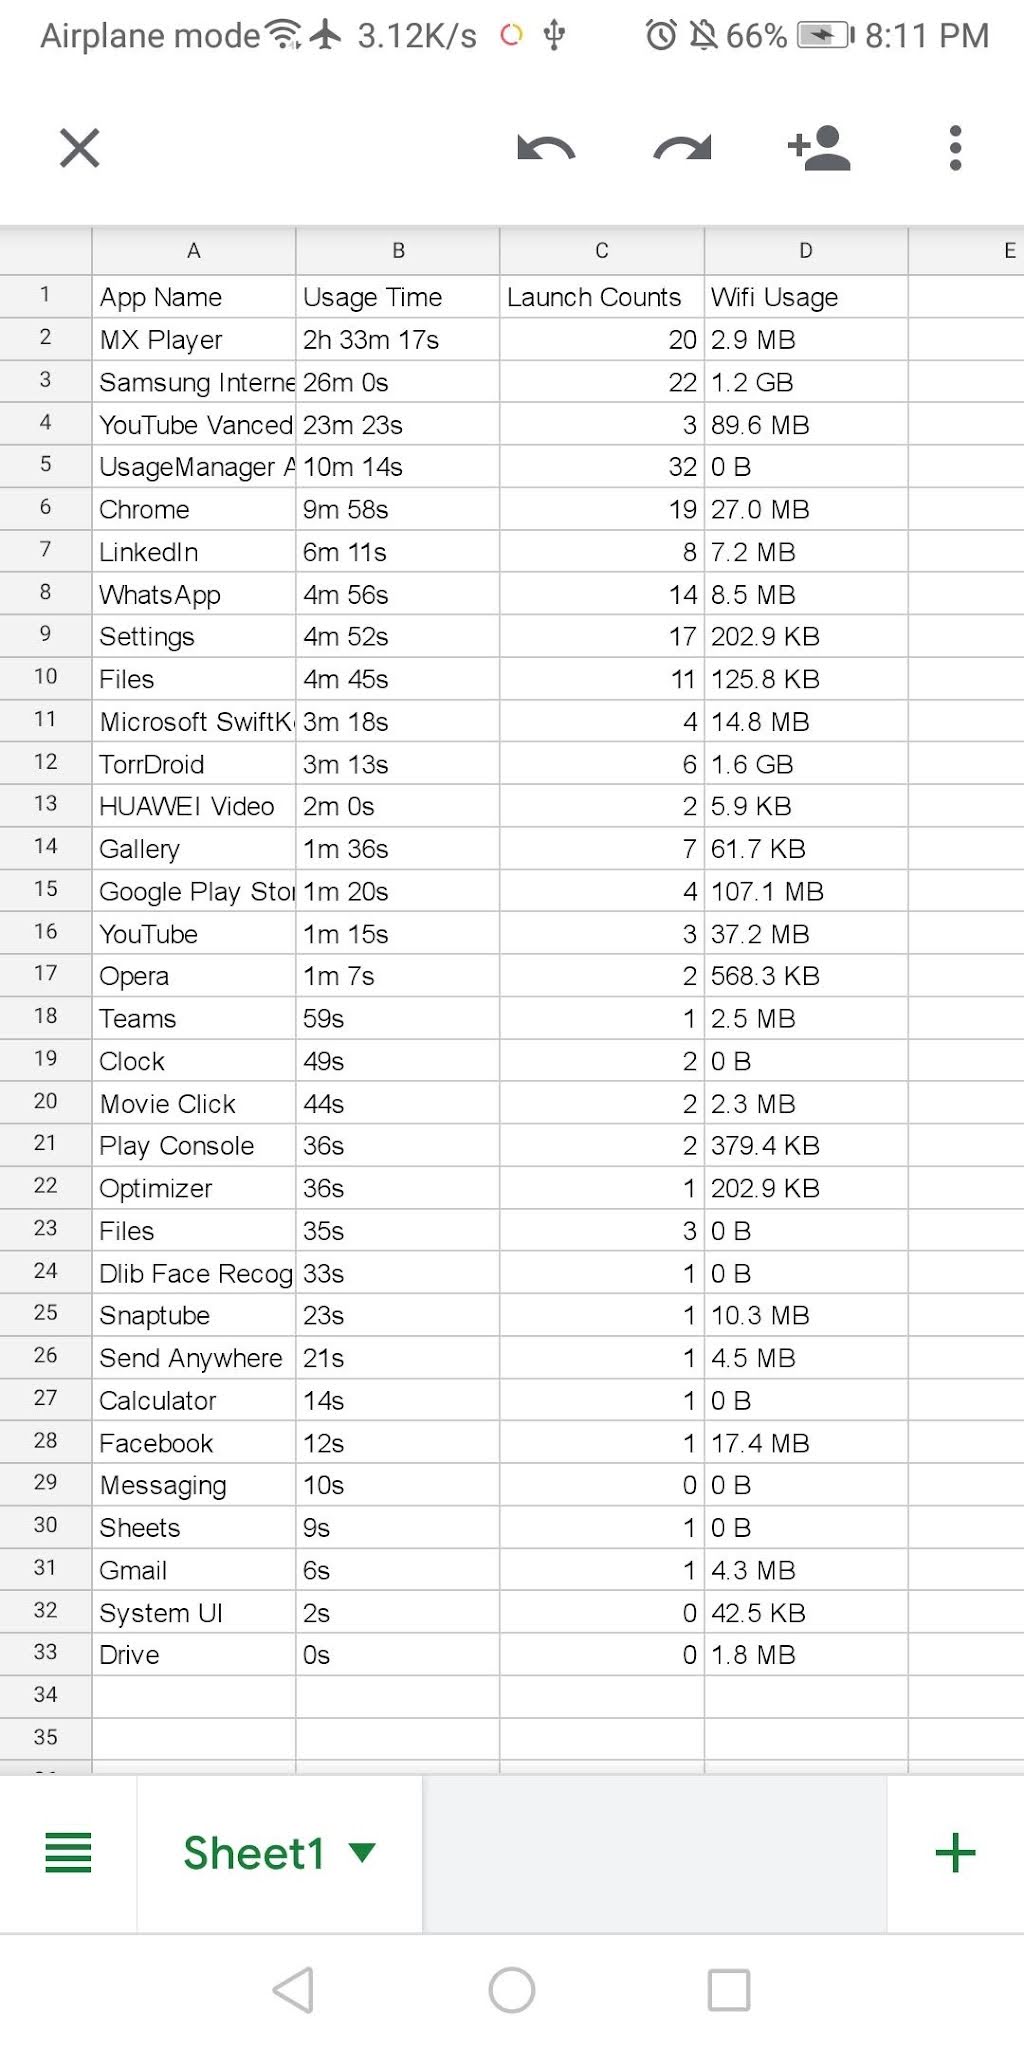 Airplane mode 3.12K/s 66% 8:11 PM
A B C D E
1 App Name Usage Time Launch Counts Wifi Usage
2 MX Player 2h 33m 17s 20 2.9 MB
3 Samsung Interne 26m 0s 22 1.2 GB
4 YouTube Vanced 23m 23s 3 89.6 MB
5 UsageManager A 10m 14s 32 0 B
6 Chrome 9m 58s 19 27.0 MB
7 LinkedIn 6m 11s 8 7.2 MB
8 WhatsApp 4m 56s 14 8.5 MB
9 Settings 4m 52s 17 202.9 KB
10 Files 4m 45s 11 125.8 KB
11 Microsoft SwiftK 3m 18s 4 14.8 MB
12 TorrDroid 3m 13s 6 1.6 GB
13 HUAWEI Video 2m 0s 2 5.9 KB
14 Gallery 1m 36s 7 61.7 KB
15 Google Play Stor 1m 20s 4 107.1 MB
16 YouTube 1m 15s 3 37.2 MB
17 Opera 1m 7s 2 568.3 KB
18 Teams 59s 1 2.5 MB
19 Clock 49s 2 0 B
20 Movie Click 44s 2 2.3 MB
21 Play Console 36s 2 379.4 KB
22 Optimizer 36s 1 202.9 KB
23 Files 35s 3 0 B
24 Dlib Face Recog 33s 1 0 B
25 Snaptube 23s 1 10.3 MB
26 Send Anywhere 21s 1 4.5 MB
27 Calculator 14s 1 0 B
28 Facebook 12s 1 17.4 MB
29 Messaging 10s 0 0 B
30 Sheets 9s 1 0 B
31 Gmail 6s 1 4.3 MB
32 System UI 2s 0 42.5 KB
33 Drive 0s 0 1.8 MB
34
35
Sheet1